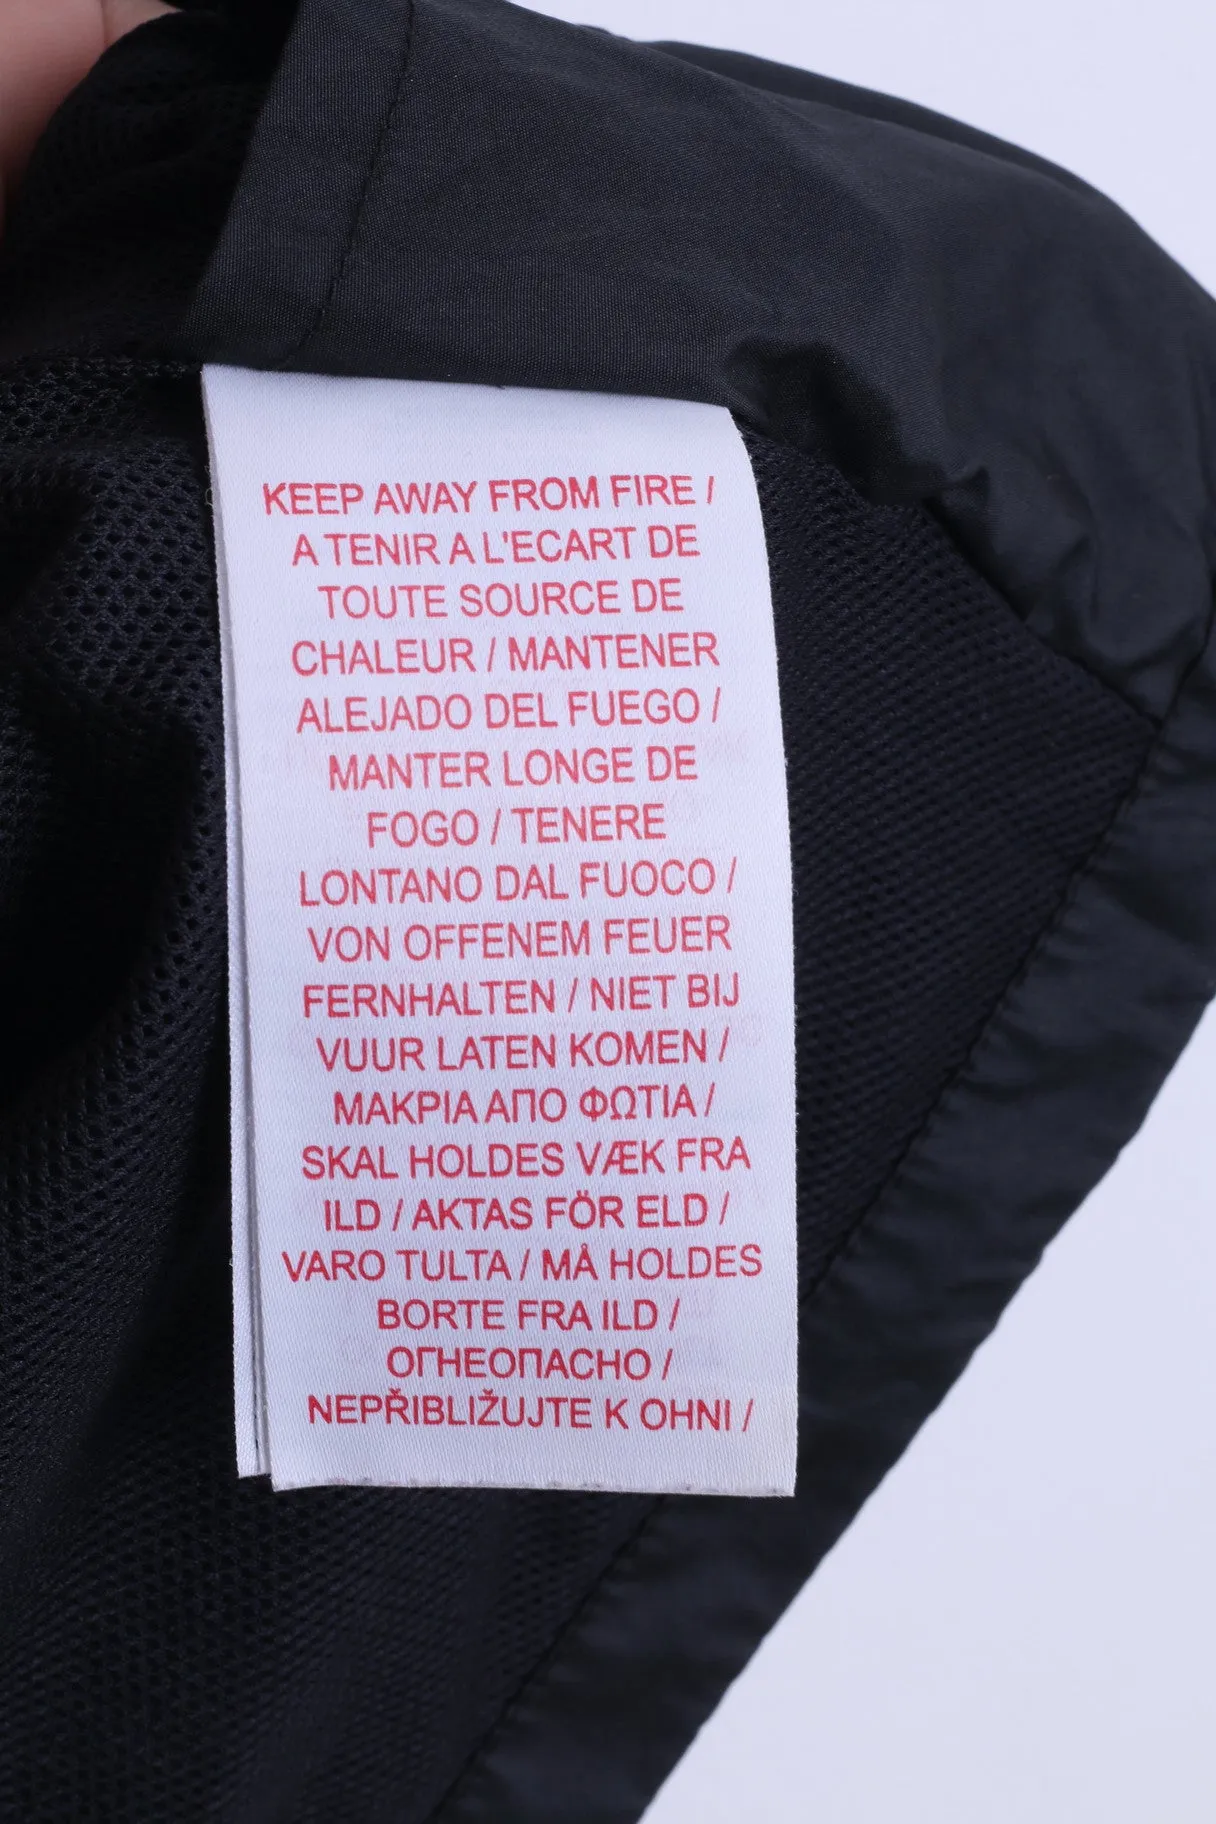 KEEP AWAY FROM FIRE /
A TENIR A L'ECART DE
TOUTE SOURCE DE
CHALEUR / MANTENER
ALEJADO DEL FUEGO /
MANTER LONGE DE
FOGO / TENERE
LONTANO DAL FUOCO /
VON OFFENEM FEUER
FERNHALTEN / NIET BIJ
VUUR LATEN KOMEN /
ΜΑΚΡΙΑ ΑΠΟ ΦΩΤΙΑ /
SKAL HOLDES VÆK FRA
ILD / AKTAS FÖR ELD /
VARO TULTA / MÅ HOLDES
BORTE FRA ILD /
ОГНЕОПАСНО /
NEPŘIBLIŽUJTE K OHNI /